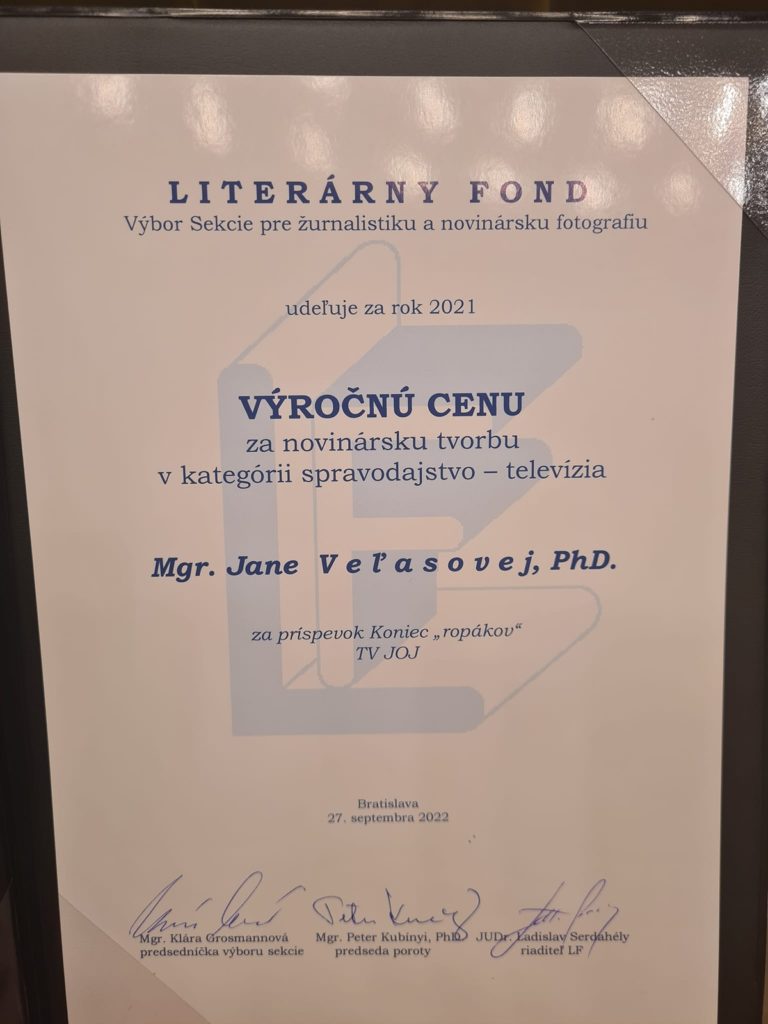 LITERÁRNY FOND
Výbor Sekcie pre žurnalistiku a novinársku fotografiu
udeľuje za rok 2021
VÝROČNÚ CENU
za novinársku tvorbu
v kategórii spravodajstvo – televízia
Mgr. Jane Veľasovej, PhD.
za príspevok Koniec „ropákov“
TV JOJ
Bratislava
27. septembra 2022
Mgr. Klára Grosmannová
predsedníčka výboru sekcie
Mgr. Peter Kubínyi, PhD.
predseda poroty
JUDr. Ladislav Serdahély
riaditeľ LF